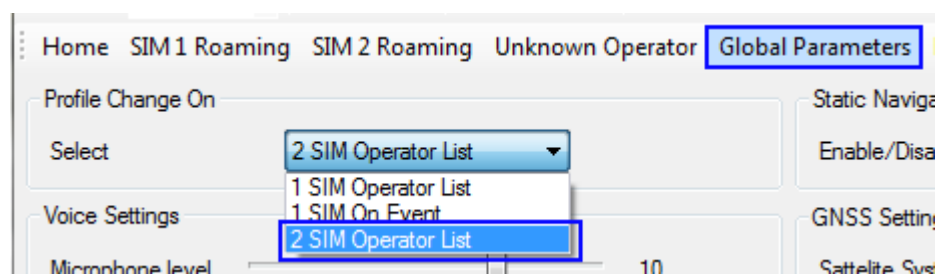 Home SIM 1 Roaming SIM 2 Roaming Unknown Operator Global Parameters
Profile Change On
Static Naviga
Select 2 SIM Operator List
Enable/Disa
1 SIM Operator List
1 SIM On Event
2 SIM Operator List
Voice Settings
GNSS Setting
Microphone level 10
Sattelite Syst